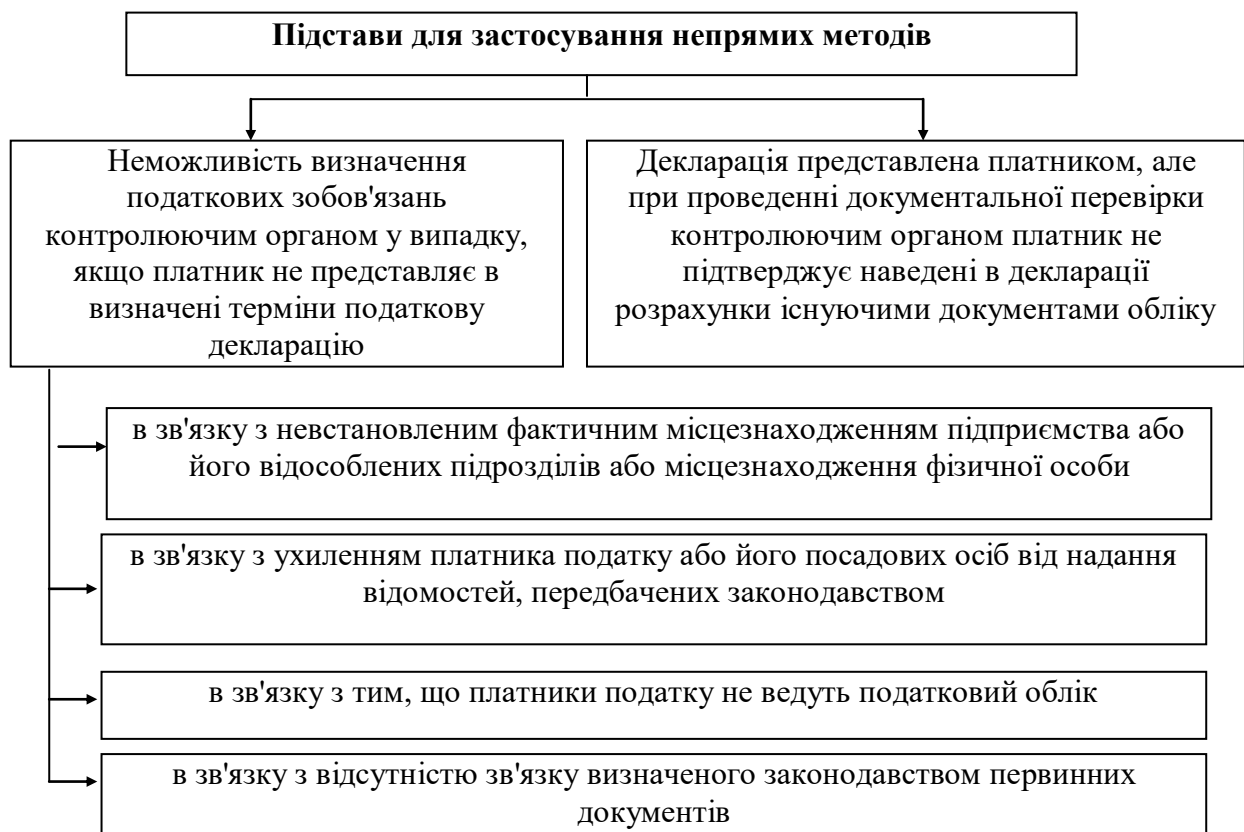 Підстави для застосування непрямих методів
Неможливість визначення
податкових зобов'язань
контролюючим органом у випадку,
якщо платник не представляє в
визначені терміни податкову
декларацію
Декларація представлена платником, але
при проведенні документальної перевірки
контролюючим органом платник не
підтверджує наведені в декларації
розрахунки існуючими документами обліку
в зв'язку з невстановленим фактичним місцезнаходженням підприємства або
його відособлених підрозділів або місцезнаходження фізичної особи
в зв'язку з ухиленням платника податку або його посадових осіб від надання
відомостей, передбачених законодавством
в зв'язку з тим, що платники податку не ведуть податковий облік
в зв'язку з відсутністю зв'язку визначеного законодавством первинних
документів